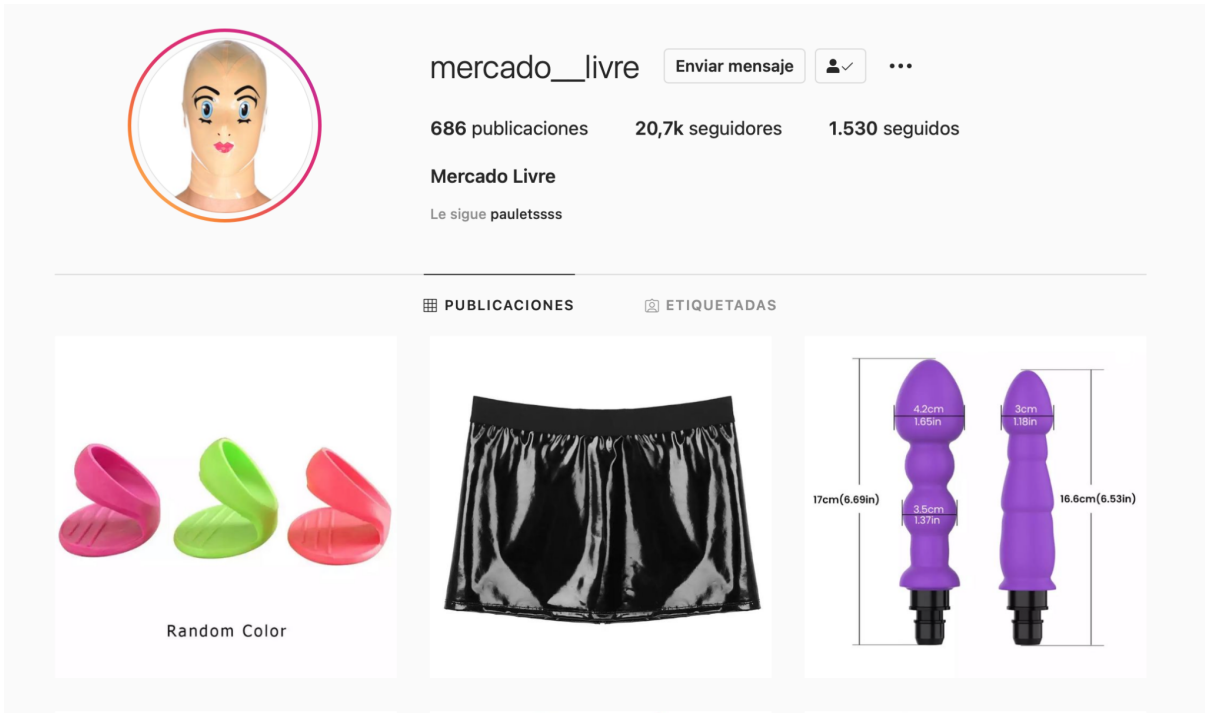 mercado__livre Enviar mensaje
686 publicaciones 20,7k seguidores 1.530 seguidos
Mercado Livre
Le sigue pauletssss
PUBLICACIONES ETIQUETADAS
Random Color
4.2cm
1.65in
3.5cm
1.37in
17cm(6.69in)
3cm
1.18in
16.6cm(6.53in)